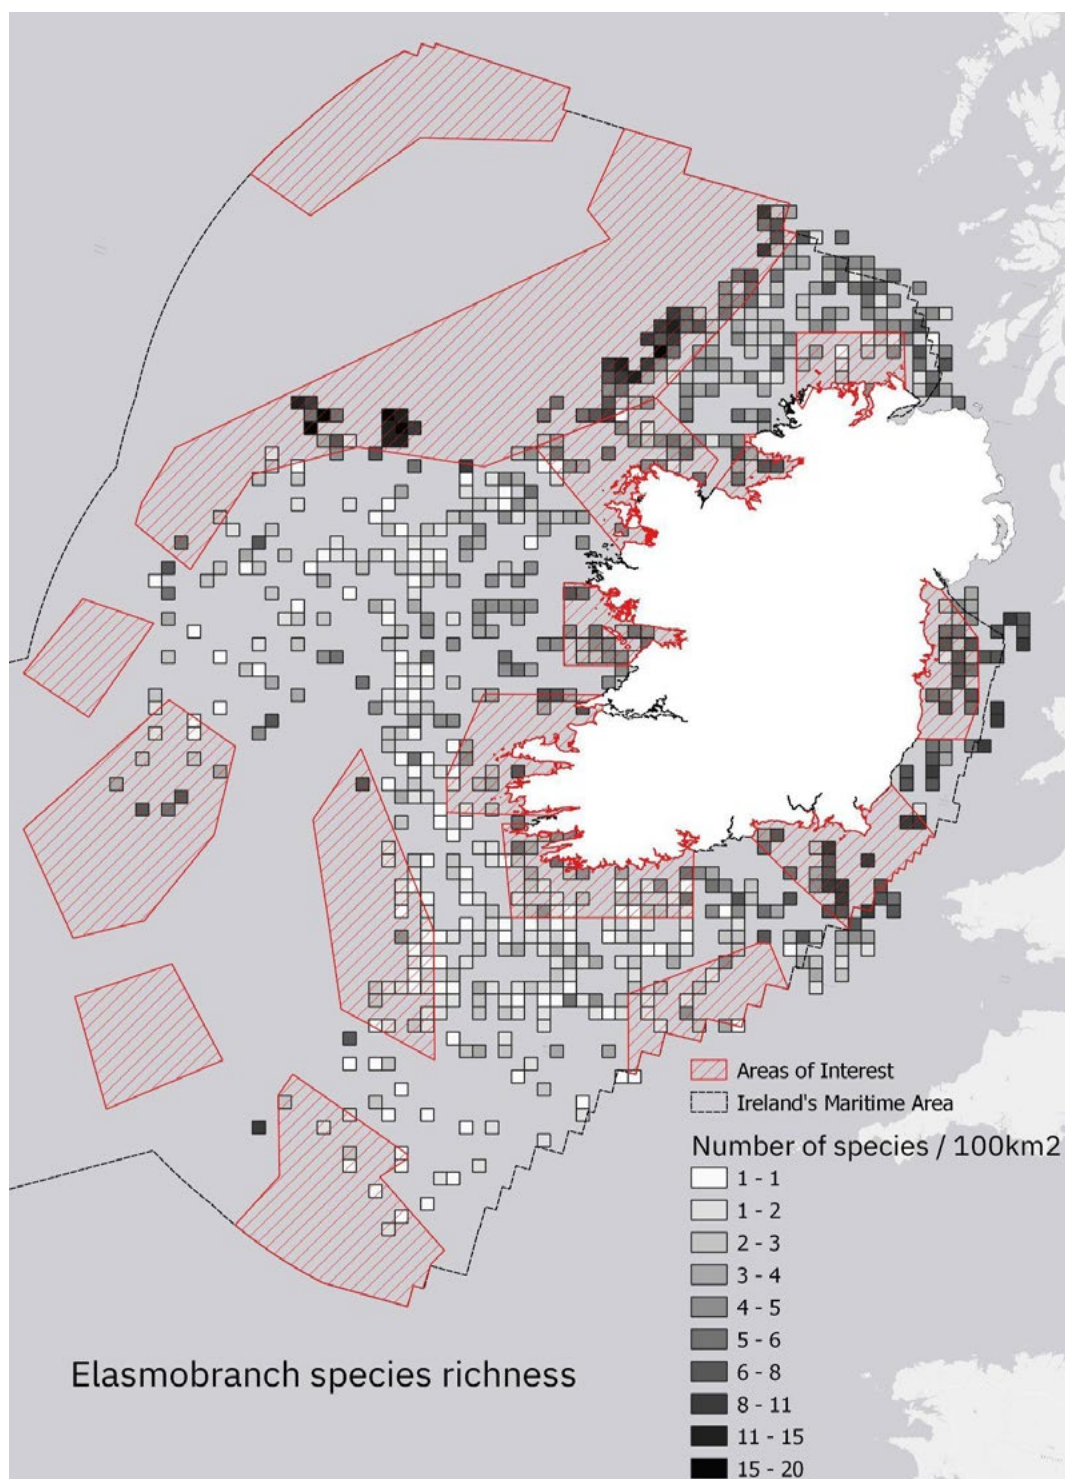 Areas of Interest
Ireland's Maritime Area
Number of species / 100km2
1 - 1
1 - 2
2 - 3
3 - 4
4 - 5
5 - 6
6 - 8
8 - 11
11 - 15
15 - 20
Elasmobranch species richness